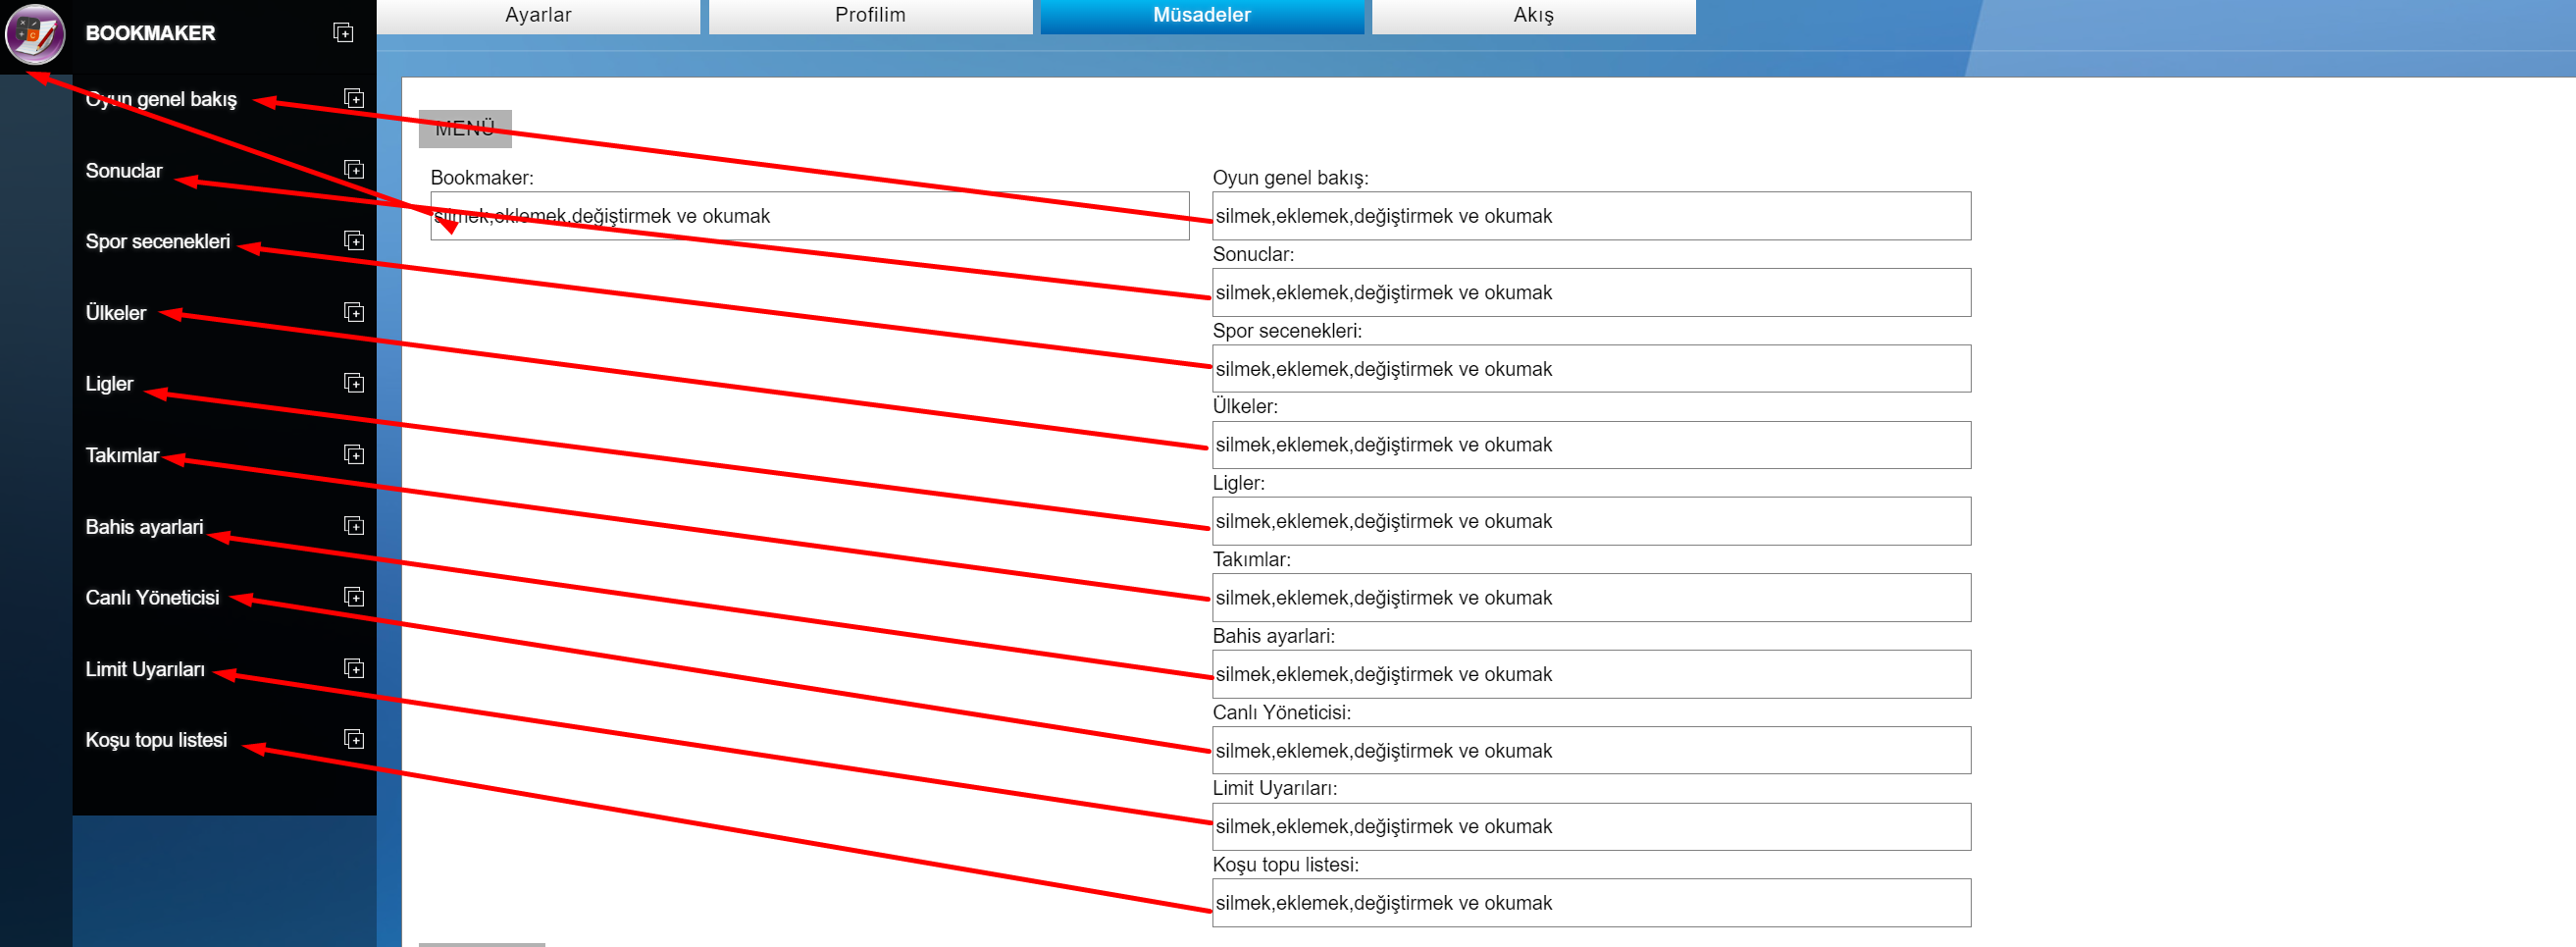 Ayarlar
Profilim
Müsadeler
Akış
BOOKMAKER
Oyun genel bakış
Sonuclar
Spor secenekleri
Ülkeler
Ligler
Takımlar
Bahis ayarlari
Canlı Yöneticisi
Limit Uyarıları
Koşu topu listesi
MENÜ
Bookmaker:
silmek,eklemek,değiştirmek ve okumak
Oyun genel bakış:
silmek,eklemek,değiştirmek ve okumak
Sonuclar:
silmek,eklemek,değiştirmek ve okumak
Spor secenekleri:
silmek,eklemek,değiştirmek ve okumak
Ülkeler:
silmek,eklemek,değiştirmek ve okumak
Ligler:
silmek,eklemek,değiştirmek ve okumak
Takımlar:
silmek,eklemek,değiştirmek ve okumak
Bahis ayarlari:
silmek,eklemek,değiştirmek ve okumak
Canlı Yöneticisi:
silmek,eklemek,değiştirmek ve okumak
Limit Uyarıları:
silmek,eklemek,değiştirmek ve okumak
Koşu topu listesi:
silmek,eklemek,değiştirmek ve okumak